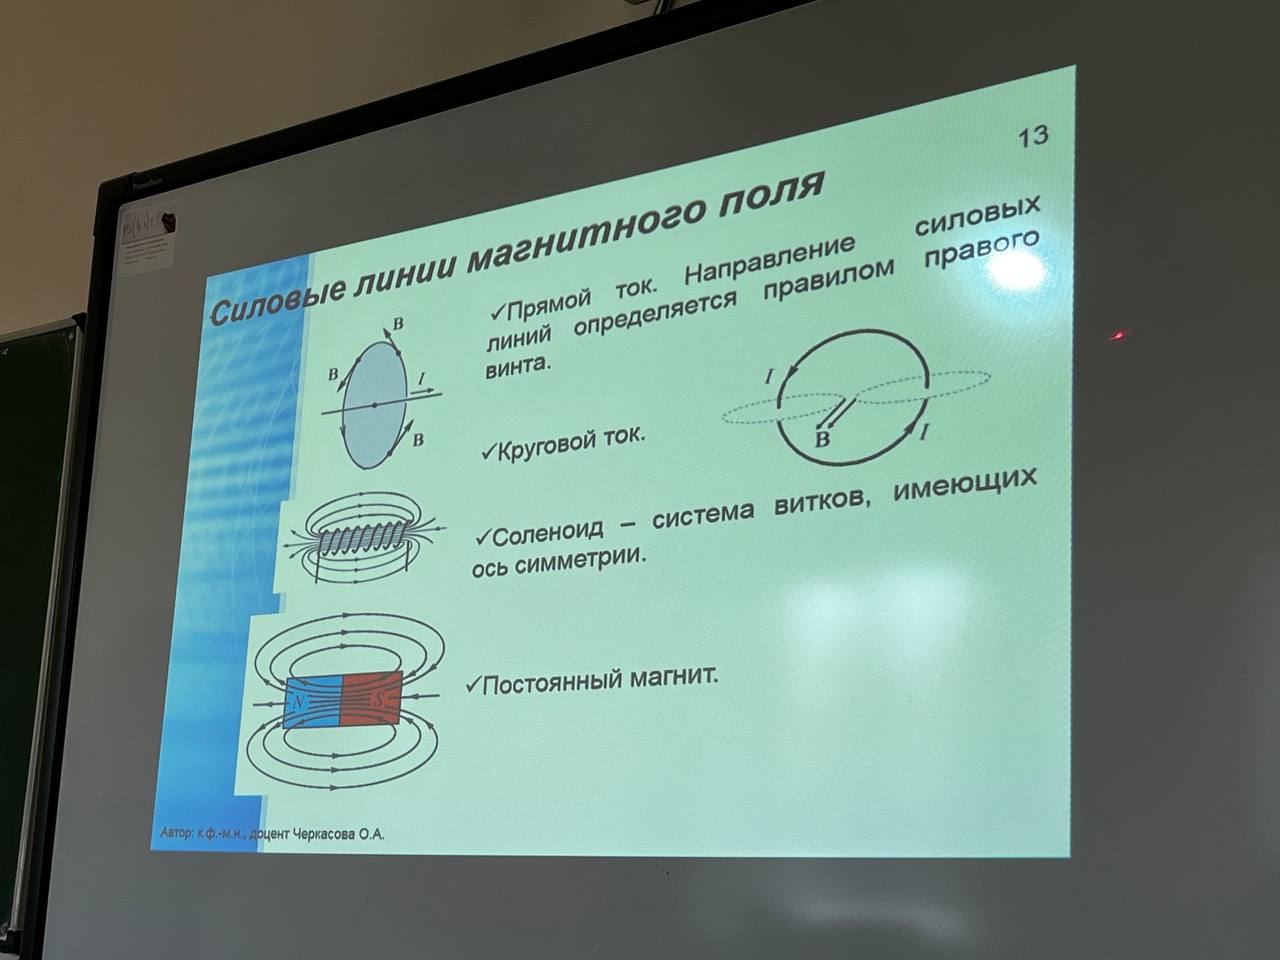 Promethean
13
Силовые линии магнитного поля
✓Прямой ток. Направление силовых
линий определяется правилом правого
винта.
B
B
I
B
I
B
I
✓Круговой ток.
✓Соленоид – система витков, имеющих
ось симметрии.
N S
✓Постоянный магнит.
Автор: к.ф.-м.н., доцент Черкасова О.А.